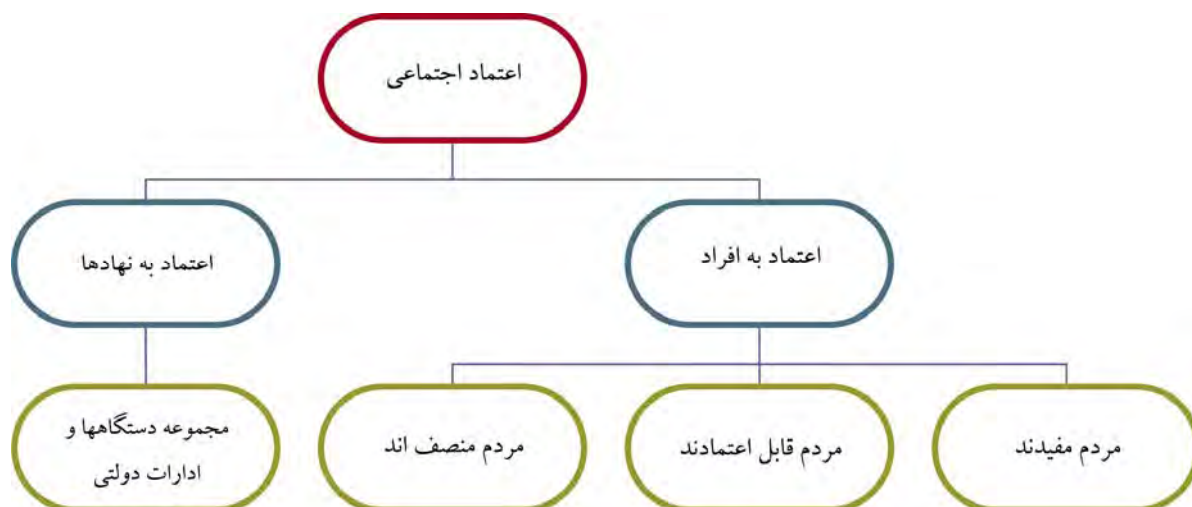 اعتماد اجتماعی
اعتماد به افراد
اعتماد به نهادها
مردم مفیدند
مردم قابل اعتمادند
مردم منصف اند
مجموعه دستگاهها و
ادارات دولتی